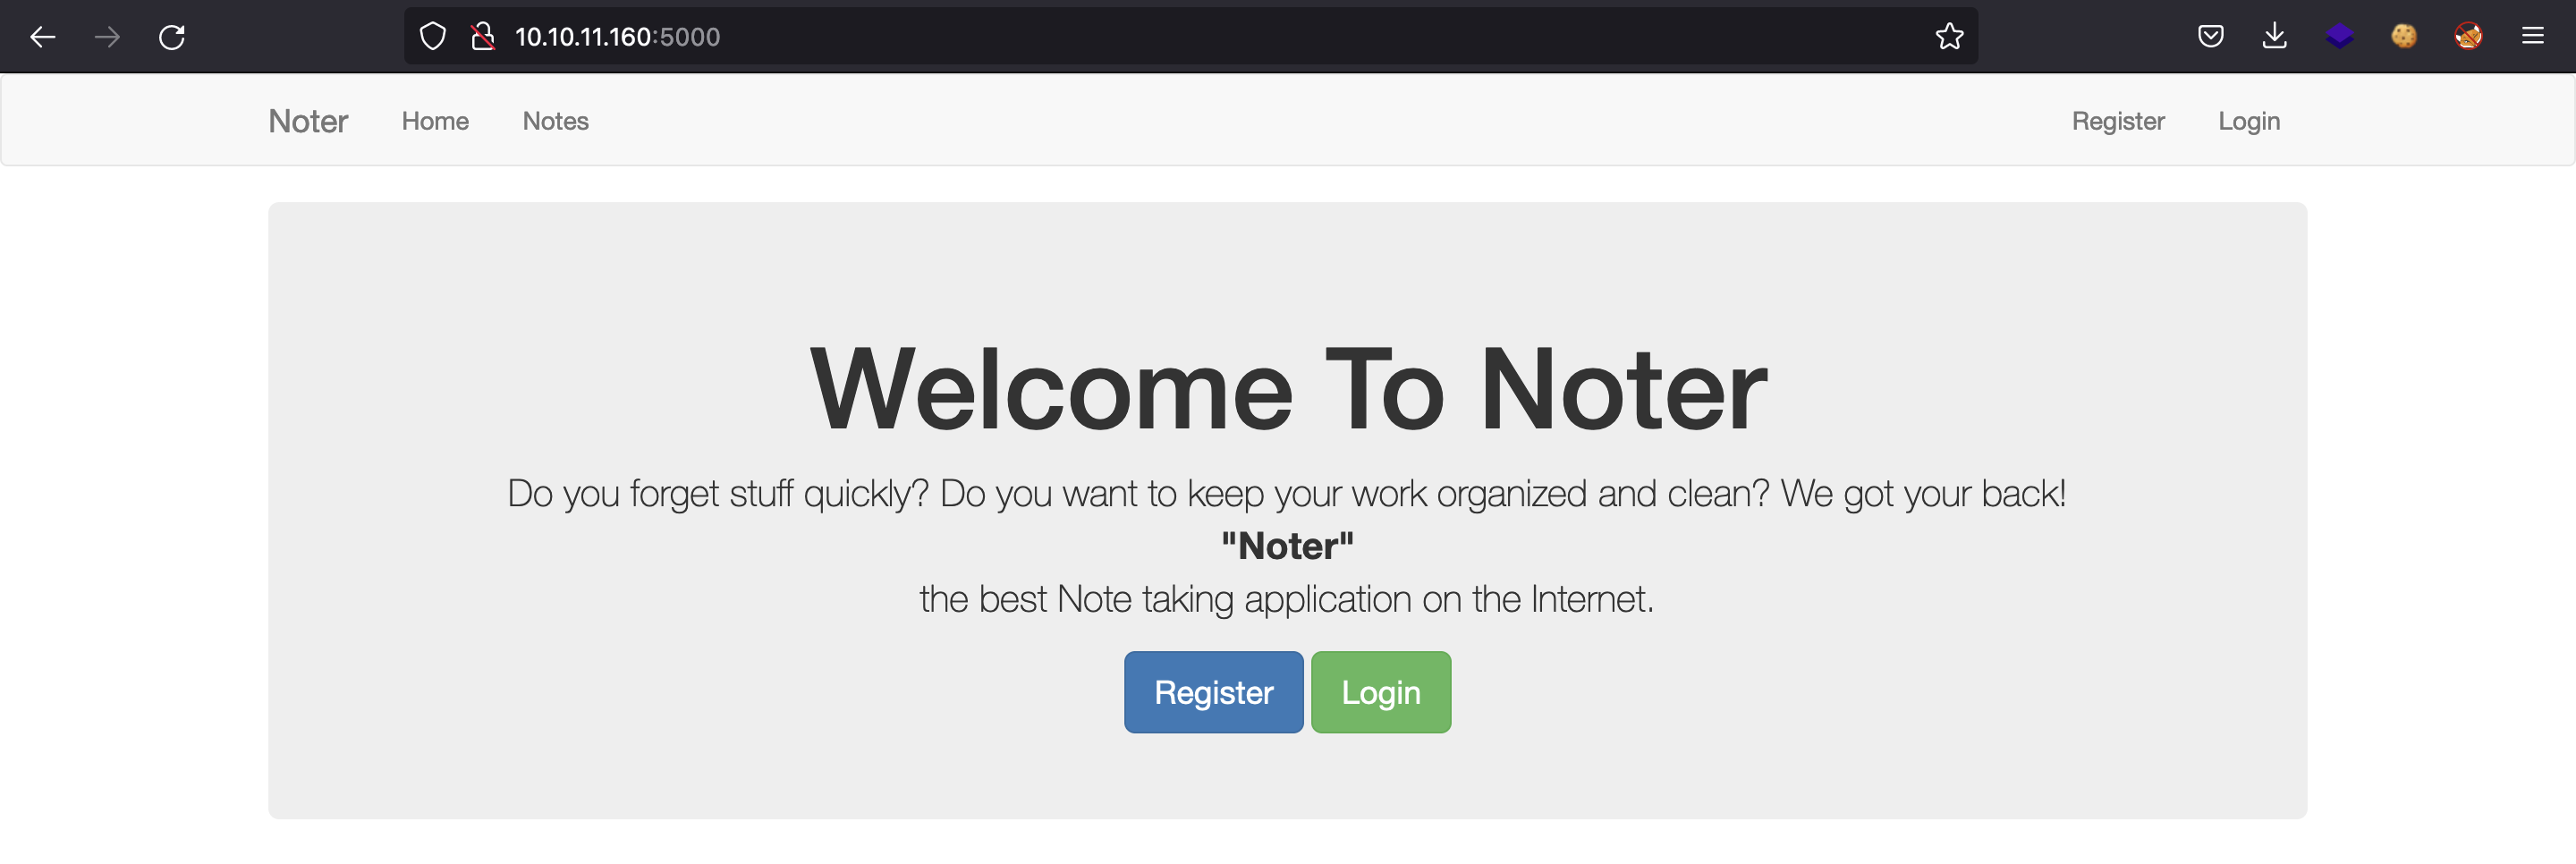 10.10.11.160:5000
Noter Home Notes Register Login
Welcome To Noter
Do you forget stuff quickly? Do you want to keep your work organized and clean? We got your back!
"Noter"
the best Note taking application on the Internet.
Register Login